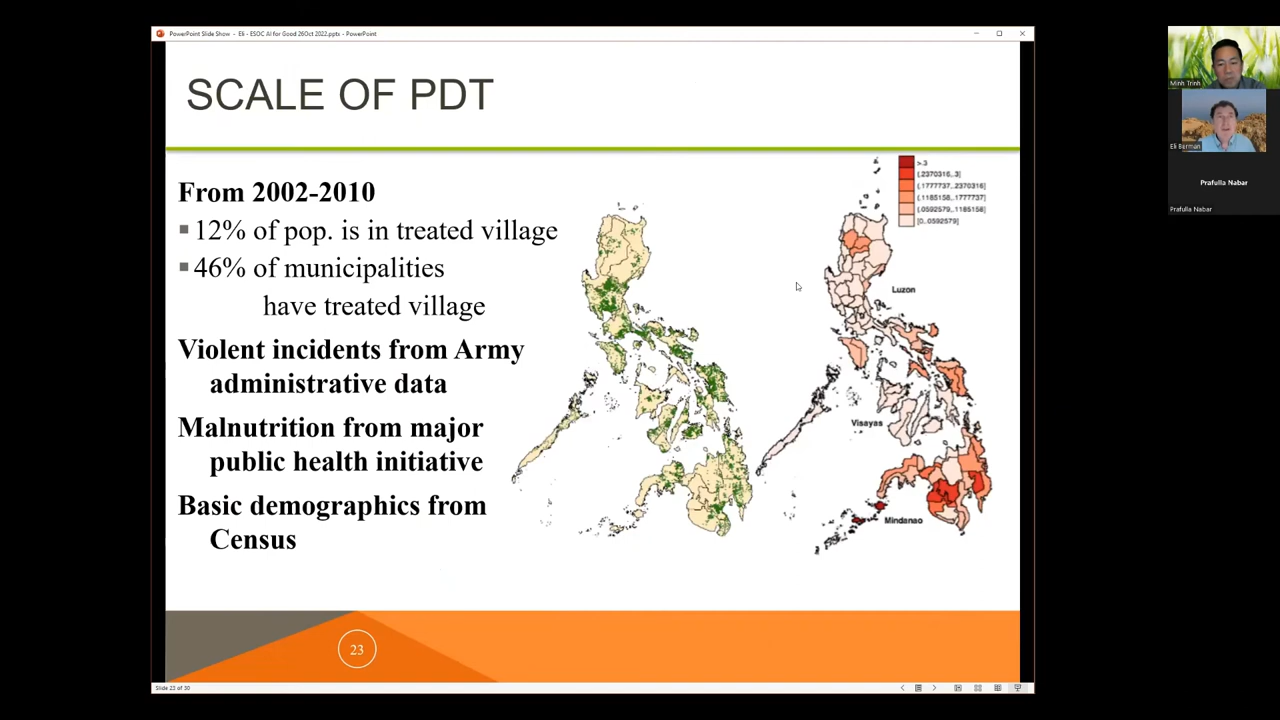 PowerPoint Slide Show - Eli - ESOC AI for Good 26Oct 2022.pptx - PowerPoint
SCALE OF PDT
From 2002-2010
12% of pop. is in treated village
46% of municipalities
have treated village
Violent incidents from Army
administrative data
Malnutrition from major
public health initiative
Basic demographics from
Census
>.3
(.2370316,.3]
(.1777737,.2370316]
(.1185158,.1777737]
(.0592579,.1185158]
[0,.0592579]
Luzon
Visayas
Mindanao
23
Slide 23 of 30
Minh Trinh
Eli Berman
Prafulla Nabar
Prafulla Nabar